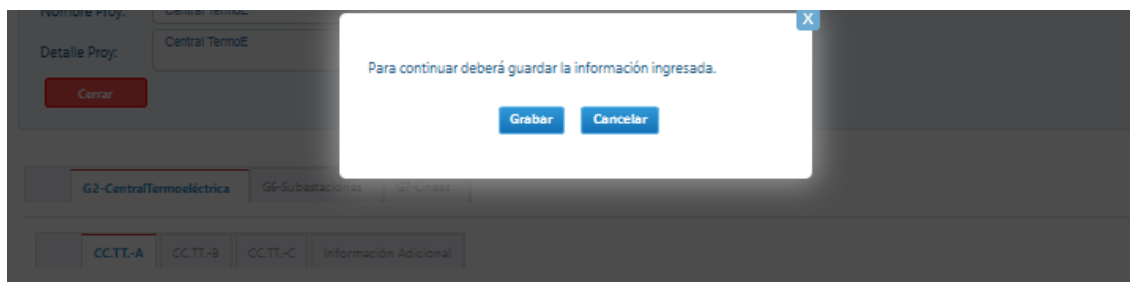 Nombre Proy:
Central TermoE
X
Detalle Proy:
Central TermoE
Para continuar deberá guardar la información ingresada.
Cerrar
Grabar
Cancelar
G2-CentralTermoeléctrica
G6-Subestaciones
G7-Lineas
CC.TT.-A
CC.TT.-B
CC.TT.-C
Información Adicional